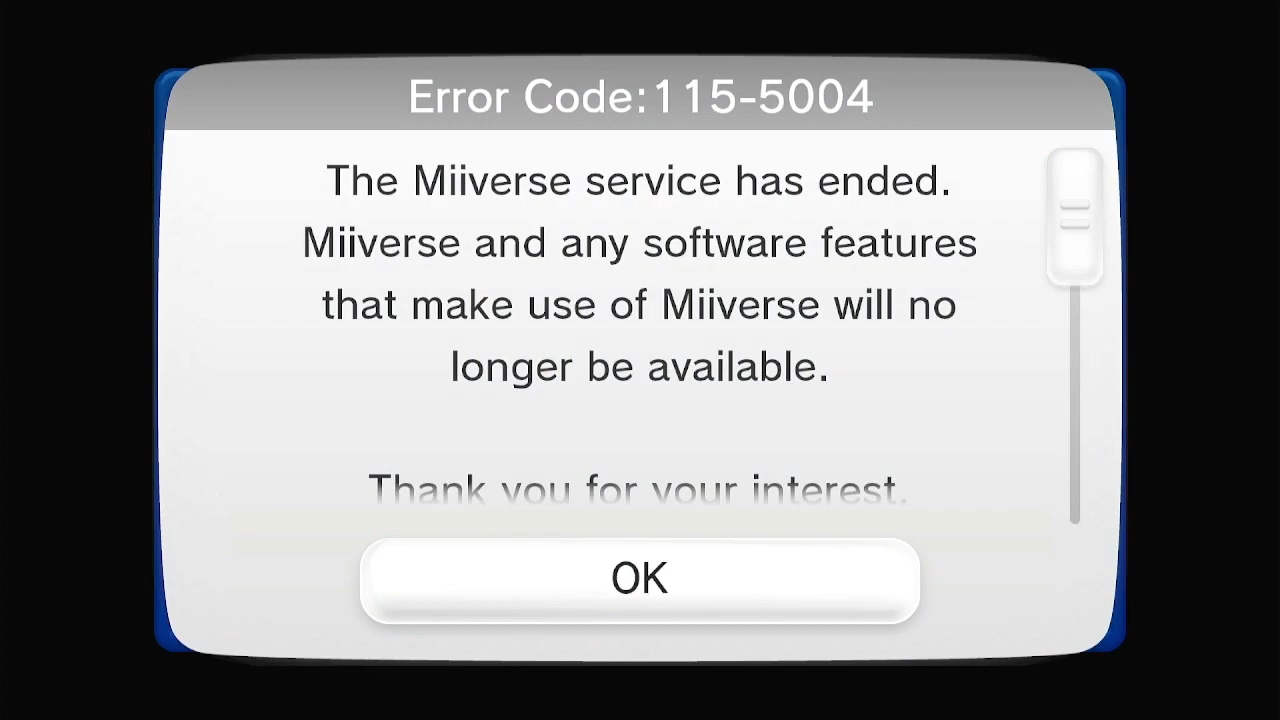 Error Code:115-5004
The Miiverse service has ended.
Miiverse and any software features
that make use of Miiverse will no
longer be available.
Thank you for your interest.
OK